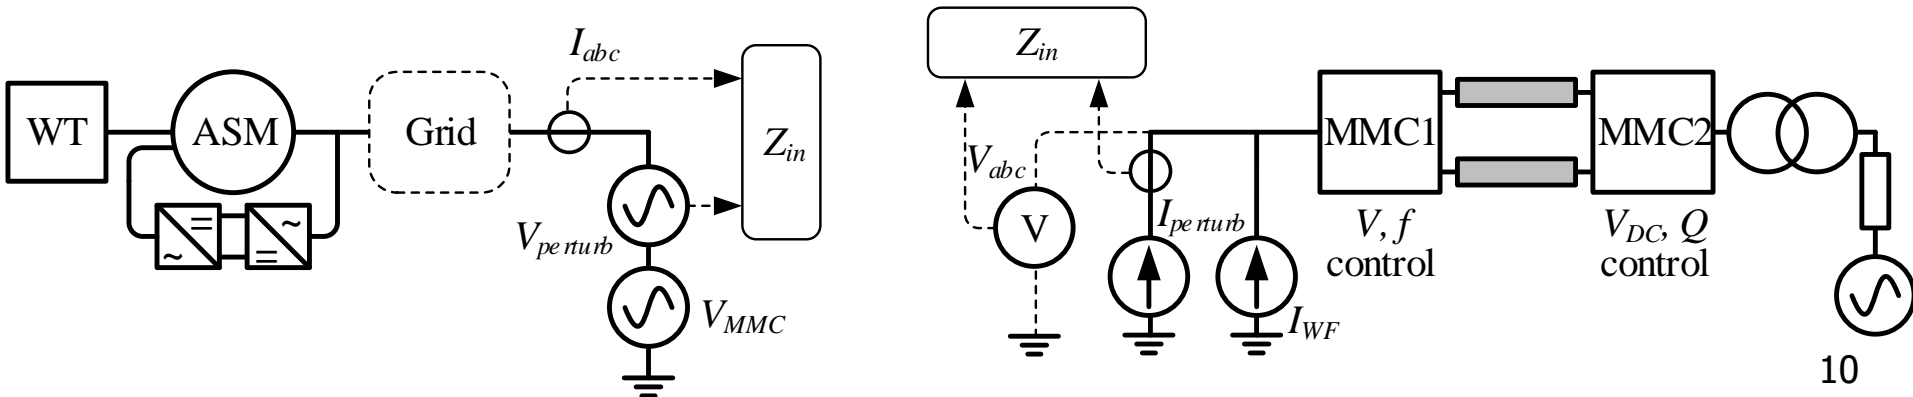 WT
ASM
Grid
I_abc
Z_in
V_perturb
V_MMC
=
~
~
=
Z_in
V_abc
V
I_perturb
I_WF
MMC1
MMC2
V, f
control
V_DC, Q
control
10